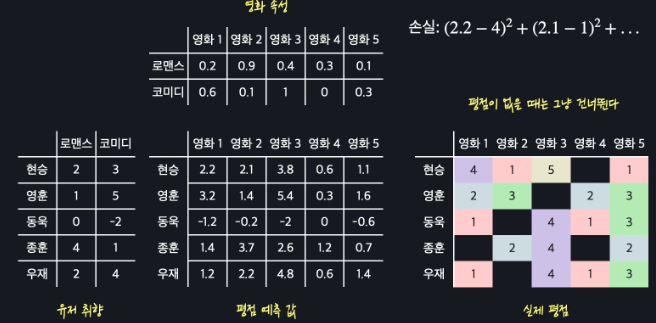 영화 속성
영화 1 영화 2 영화 3 영화 4 영화 5
로맨스 0.2 0.9 0.4 0.3 0.1
코미디 0.6 0.1 1 0 0.3
손실: (2.2 − 4)² + (2.1 − 1)² + …
평점이 없을 때는 그냥 건너뛴다
로맨스 코미디
현승 2 3
영훈 1 5
동욱 0 -2
종훈 4 1
우재 2 4
유저 취향
영화 1 영화 2 영화 3 영화 4 영화 5
2.2 2.1 3.8 0.6 1.1
3.2 1.4 5.4 0.3 1.6
-1.2 -0.2 -2 0 -0.6
1.4 3.7 2.6 1.2 0.7
1.2 2.2 4.8 0.6 1.4
평점 예측 값
영화 1 영화 2 영화 3 영화 4 영화 5
현승 4 1 5 1
영훈 2 3 2 3
동욱 1 4 1 3
종훈 2 4 2
우재 1 4 1 3
실제 평점